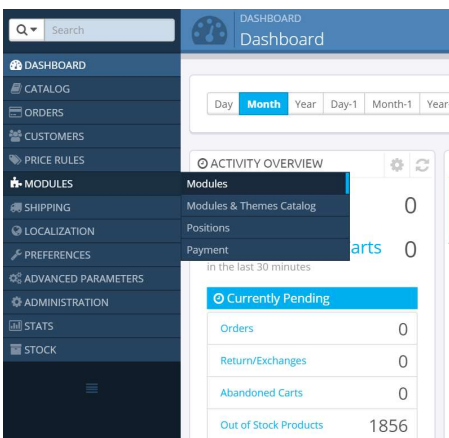 Search
DASHBOARD
Dashboard
DASHBOARD
CATALOG
ORDERS
CUSTOMERS
PRICE RULES
MODULES
SHIPPING
LOCALIZATION
PREFERENCES
ADVANCED PARAMETERS
ADMINISTRATION
STATS
STOCK
Day Month Year Day-1 Month-1 Year
ACTIVITY OVERVIEW
Modules
Modules & Themes Catalog
0
Positions
Payment
arts 0
in the last 30 minutes
Currently Pending
Orders 0
Return/Exchanges 0
Abandoned Carts 0
Out of Stock Products 1856